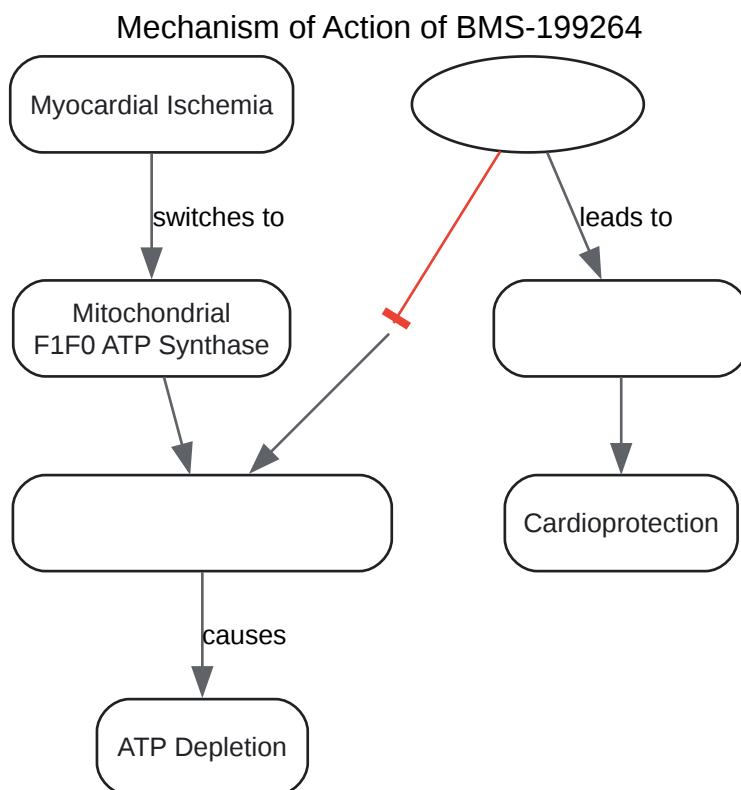 Mechanism of Action of BMS-199264
Myocardial Ischemia
switches to
leads to
Mitochondrial
F1F0 ATP Synthase
Cardioprotection
causes
ATP Depletion